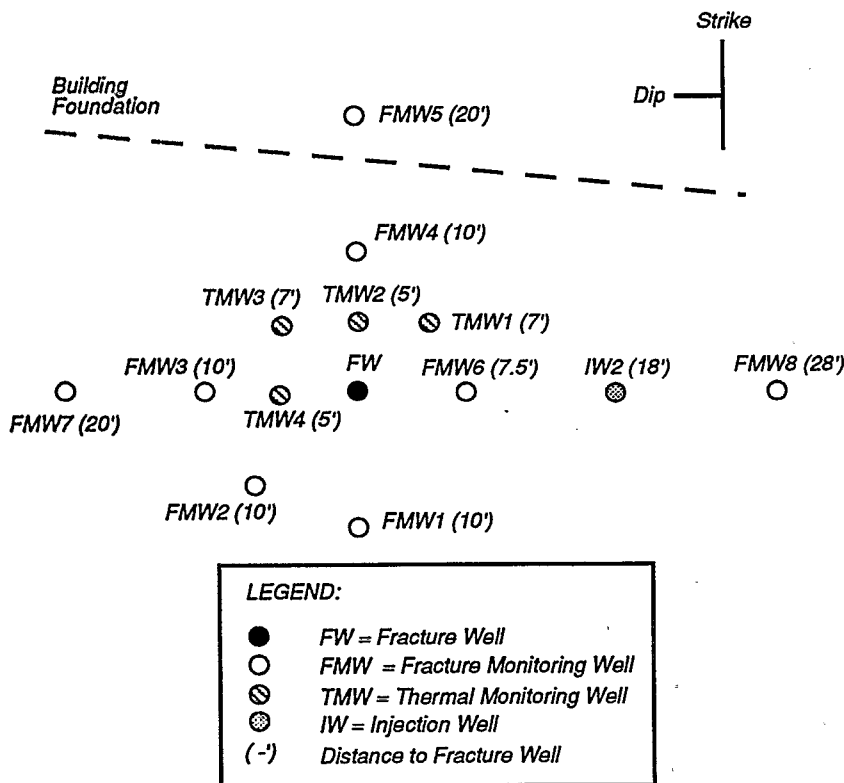 Strike
Building
Foundation
Dip
FMW5 (20')
FMW4 (10')
TMW3 (7')
TMW2 (5')
TMW1 (7')
FMW3 (10')
FW
FMW6 (7.5')
IW2 (18')
FMW8 (28')
FMW7 (20')
TMW4 (5')
FMW2 (10')
FMW1 (10')
LEGEND:
FW = Fracture Well
FMW = Fracture Monitoring Well
TMW = Thermal Monitoring Well
IW = Injection Well
(-') Distance to Fracture Well